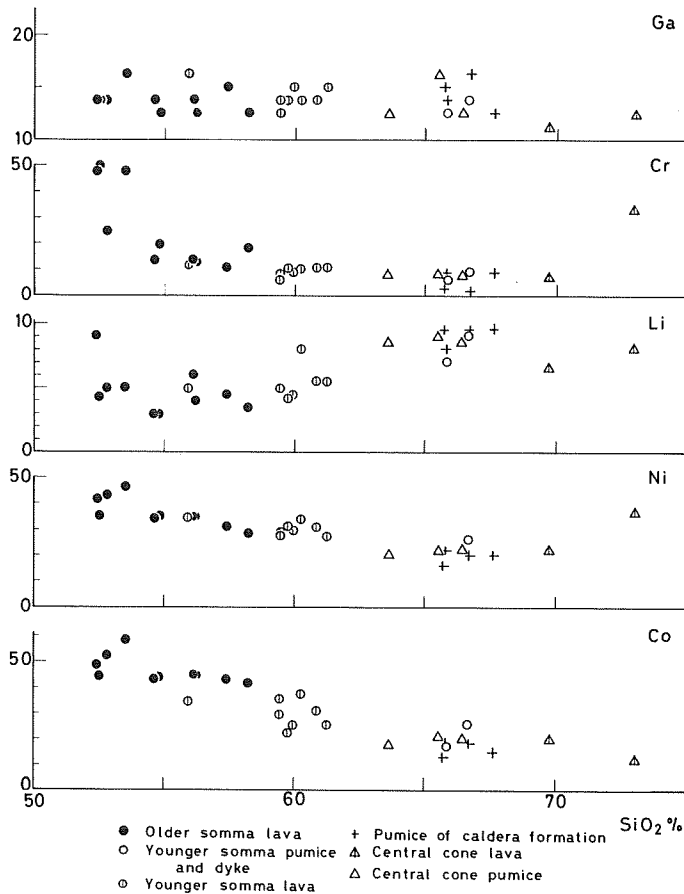 20
Ga
10
50
Cr
0
10
Li
0
50
Ni
0
50
Co
0
50 60 70 SiO₂ %
● Older somma lava + Pumice of caldera formation
○ Younger somma pumice and dyke
Central cone lava
Younger somma lava △ Central cone pumice